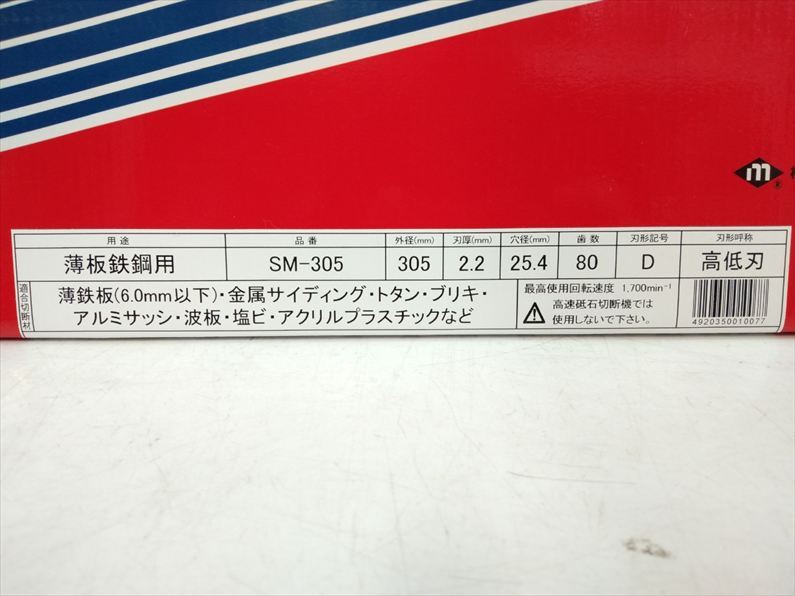 m
®
用途 品番 外径(mm) 刃厚(mm) 穴径(mm) 歯数 刃形記号 刃形呼称
薄板鉄鋼用 SM-305 305 2.2 25.4 80 D 高低刃
適合切断材
薄鉄板(6.0mm以下)・金属サイディング・トタン・ブリキ・
アルミサッシ・波板・塩ビ・アクリルプラスチックなど
最高使用回転速度 1,700min⁻¹
高速砥石切断機では
使用しないで下さい。
4920350010077